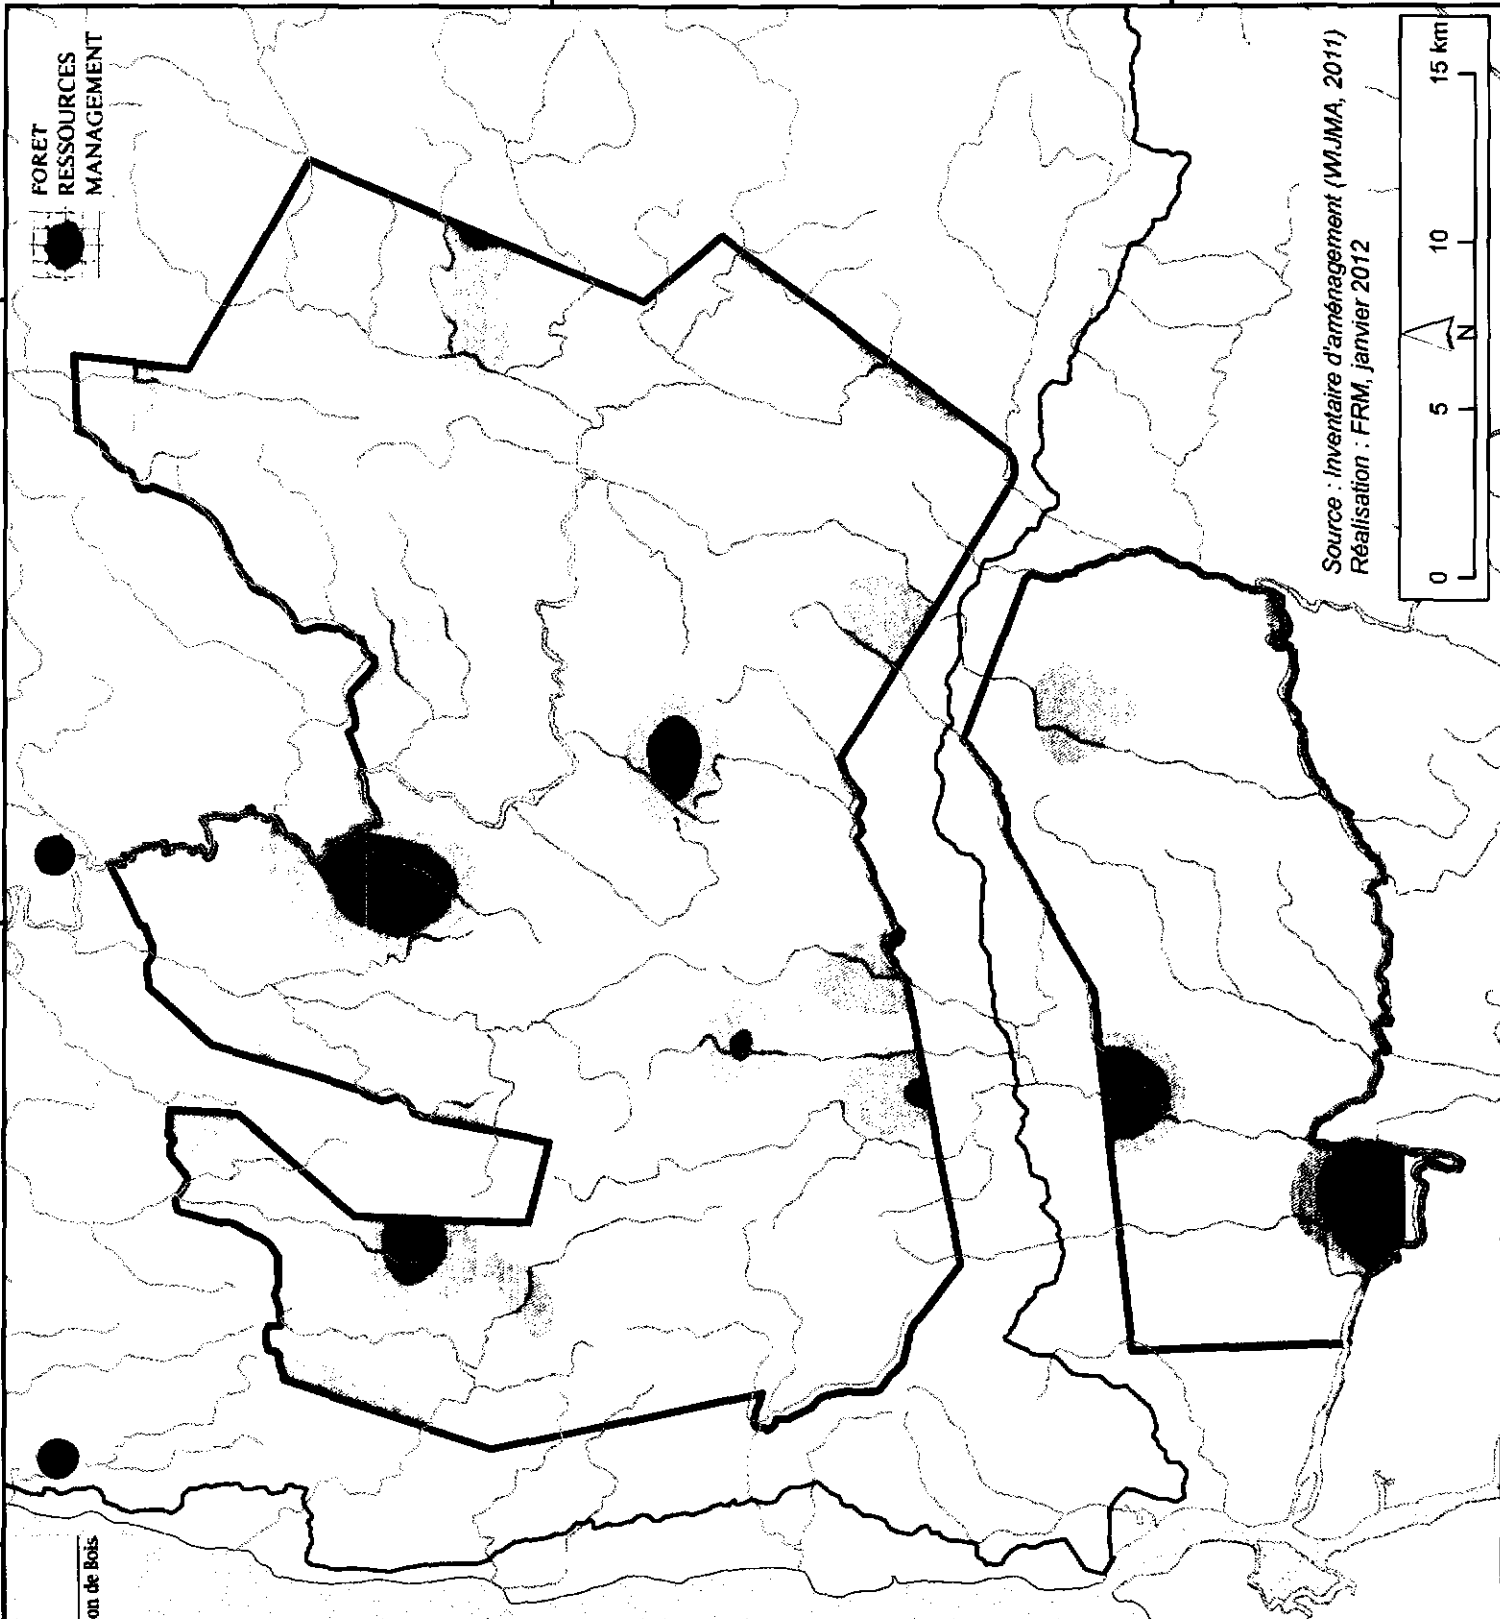 FORET
RESSOURCES
MANAGEMENT
on de Bois
Source : Inventaire d'aménagement (WIJMA, 2011)
Réalisation : FRM, janvier 2012
0 5 10 15 km
N